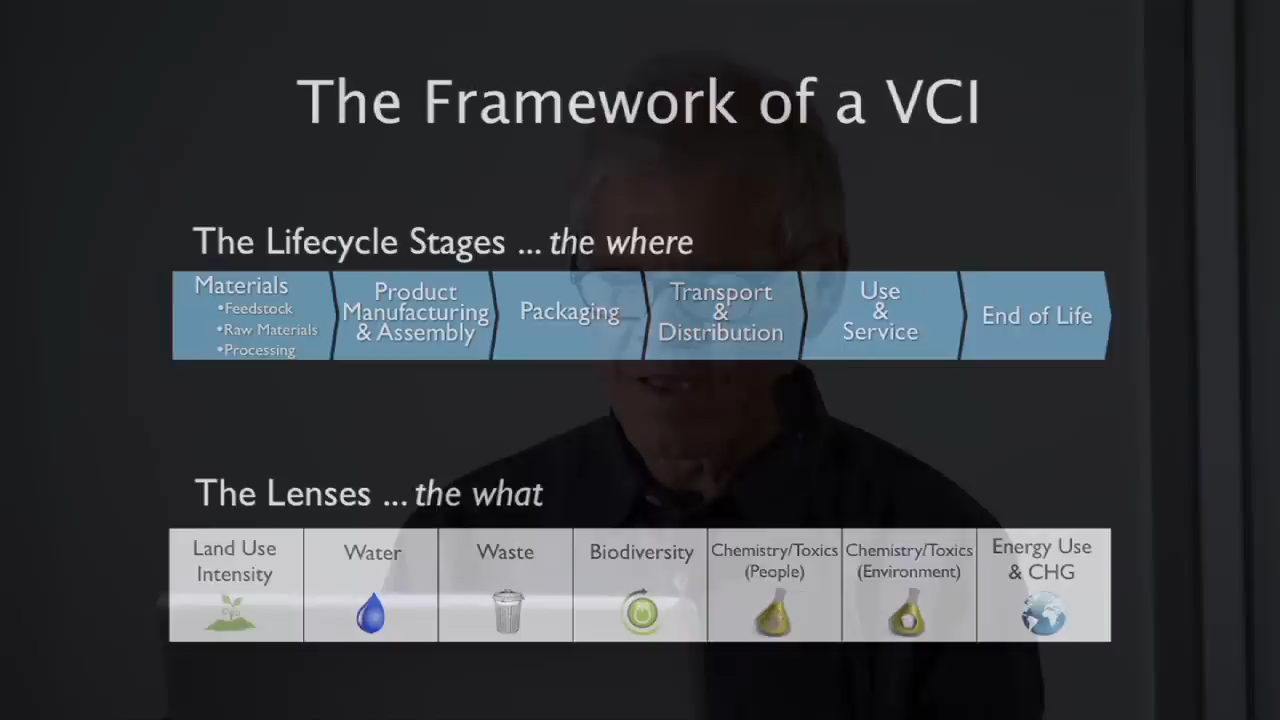 The Framework of a VCI
The Lifecycle Stages ... the where
Materials
•Feedstock
•Raw Materials
•Processing
Product
Manufacturing
& Assembly
Packaging
Transport
&
Distribution
Use
&
Service
End of Life
The Lenses ... the what
Land Use
Intensity
Water
Waste
Biodiversity
Chemistry/Toxics
(People)
Chemistry/Toxics
(Environment)
Energy Use
& CHG